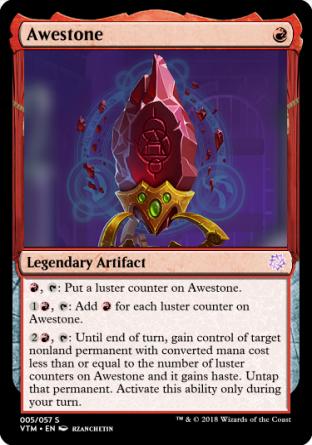 Awestone
Legendary Artifact
, : Put a luster counter on Awestone.
1, : Add for each luster counter on
Awestone.
2, : Until end of turn, gain control of target
nonland permanent with converted mana cost
less than or equal to the number of luster
counters on Awestone and it gains haste. Untap
that permanent. Activate this ability only during
your turn.
005/057 S
VTM • EN RZANCHETIN
™ & © 2018 Wizards of the Coast